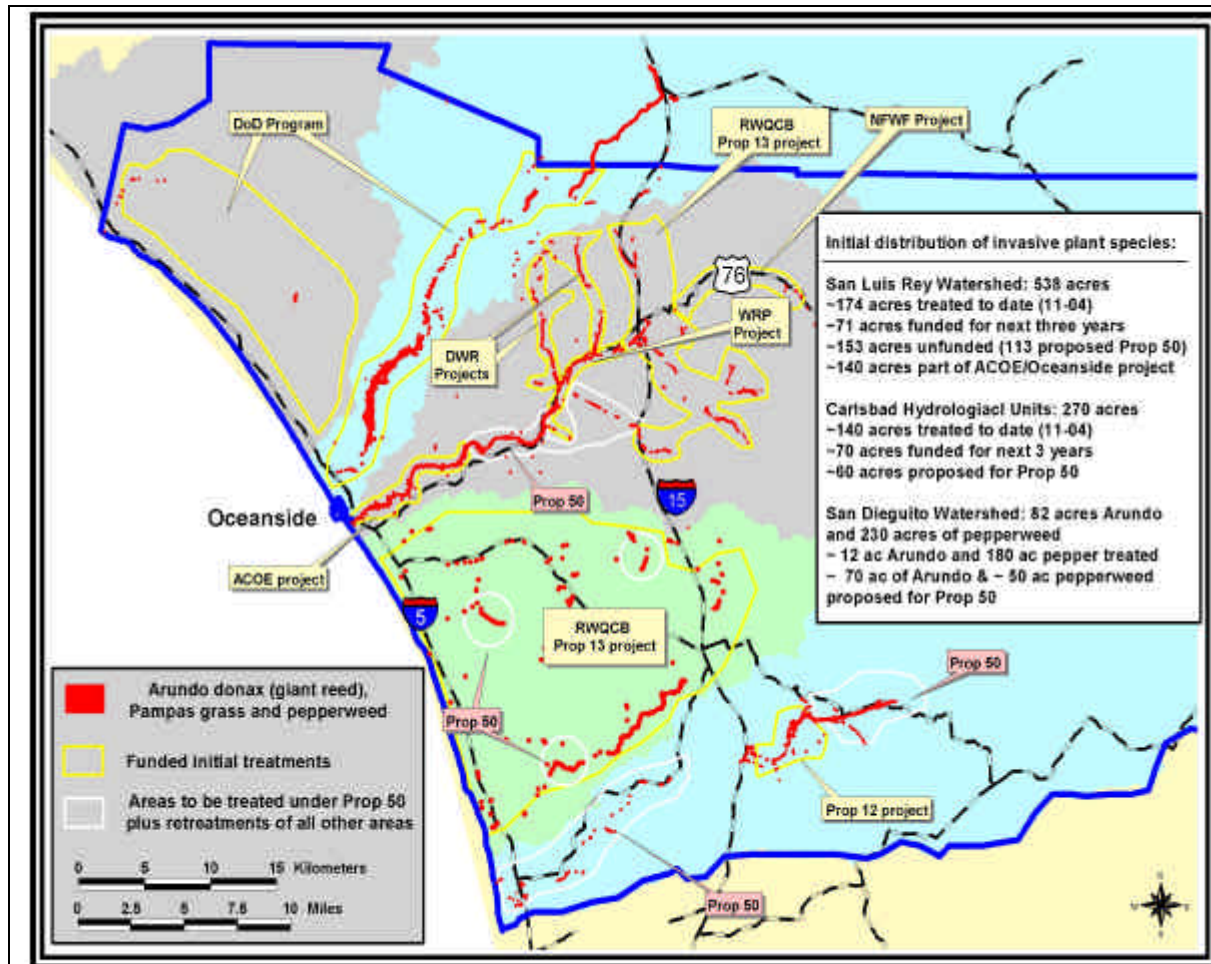 DoD Program
RWQCB
Prop 13 project
NFWF Project
76
WRP
Project
DWR
Projects
Initial distribution of invasive plant species:
San Luis Rey Watershed: 538 acres
~174 acres treated to date (11-04)
~71 acres funded for next three years
~153 acres unfunded (113 proposed Prop 50)
~140 acres part of ACOE/Oceanside project
Carlsbad Hydrologiacl Units: 270 acres
~140 acres treated to date (11-04)
~70 acres funded for next 3 years
~60 acres proposed for Prop 50
San Dieguito Watershed: 82 acres Arundo
and 230 acres of pepperweed
~ 12 ac Arundo and 180 ac pepper treated
~ 70 ac of Arundo & ~ 50 ac pepperweed
proposed for Prop 50
Prop 50
15
Oceanside
ACOE project
5
RWQCB
Prop 13 project
Prop 50
Prop 50
Prop 12 project
Prop 50
Arundo donax (giant reed),
Pampas grass and pepperweed
Funded initial treatments
Areas to be treated under Prop 50
plus retreatments of all other areas
0 5 10 15 Kilometers
0 2.5 5 7.5 10 Miles